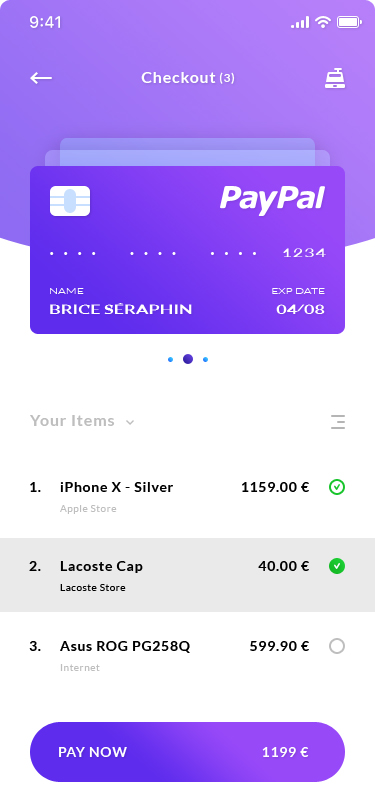 9:41
Checkout (3)
PayPal
• • • •  • • • •  • • • •  1234
NAME EXP DATE
BRICE SÉRAPHIN 04/08
Your Items
1. iPhone X - Silver 1159.00 €
Apple Store
2. Lacoste Cap 40.00 €
Lacoste Store
3. Asus ROG PG258Q 599.90 €
Internet
PAY NOW 1199 €